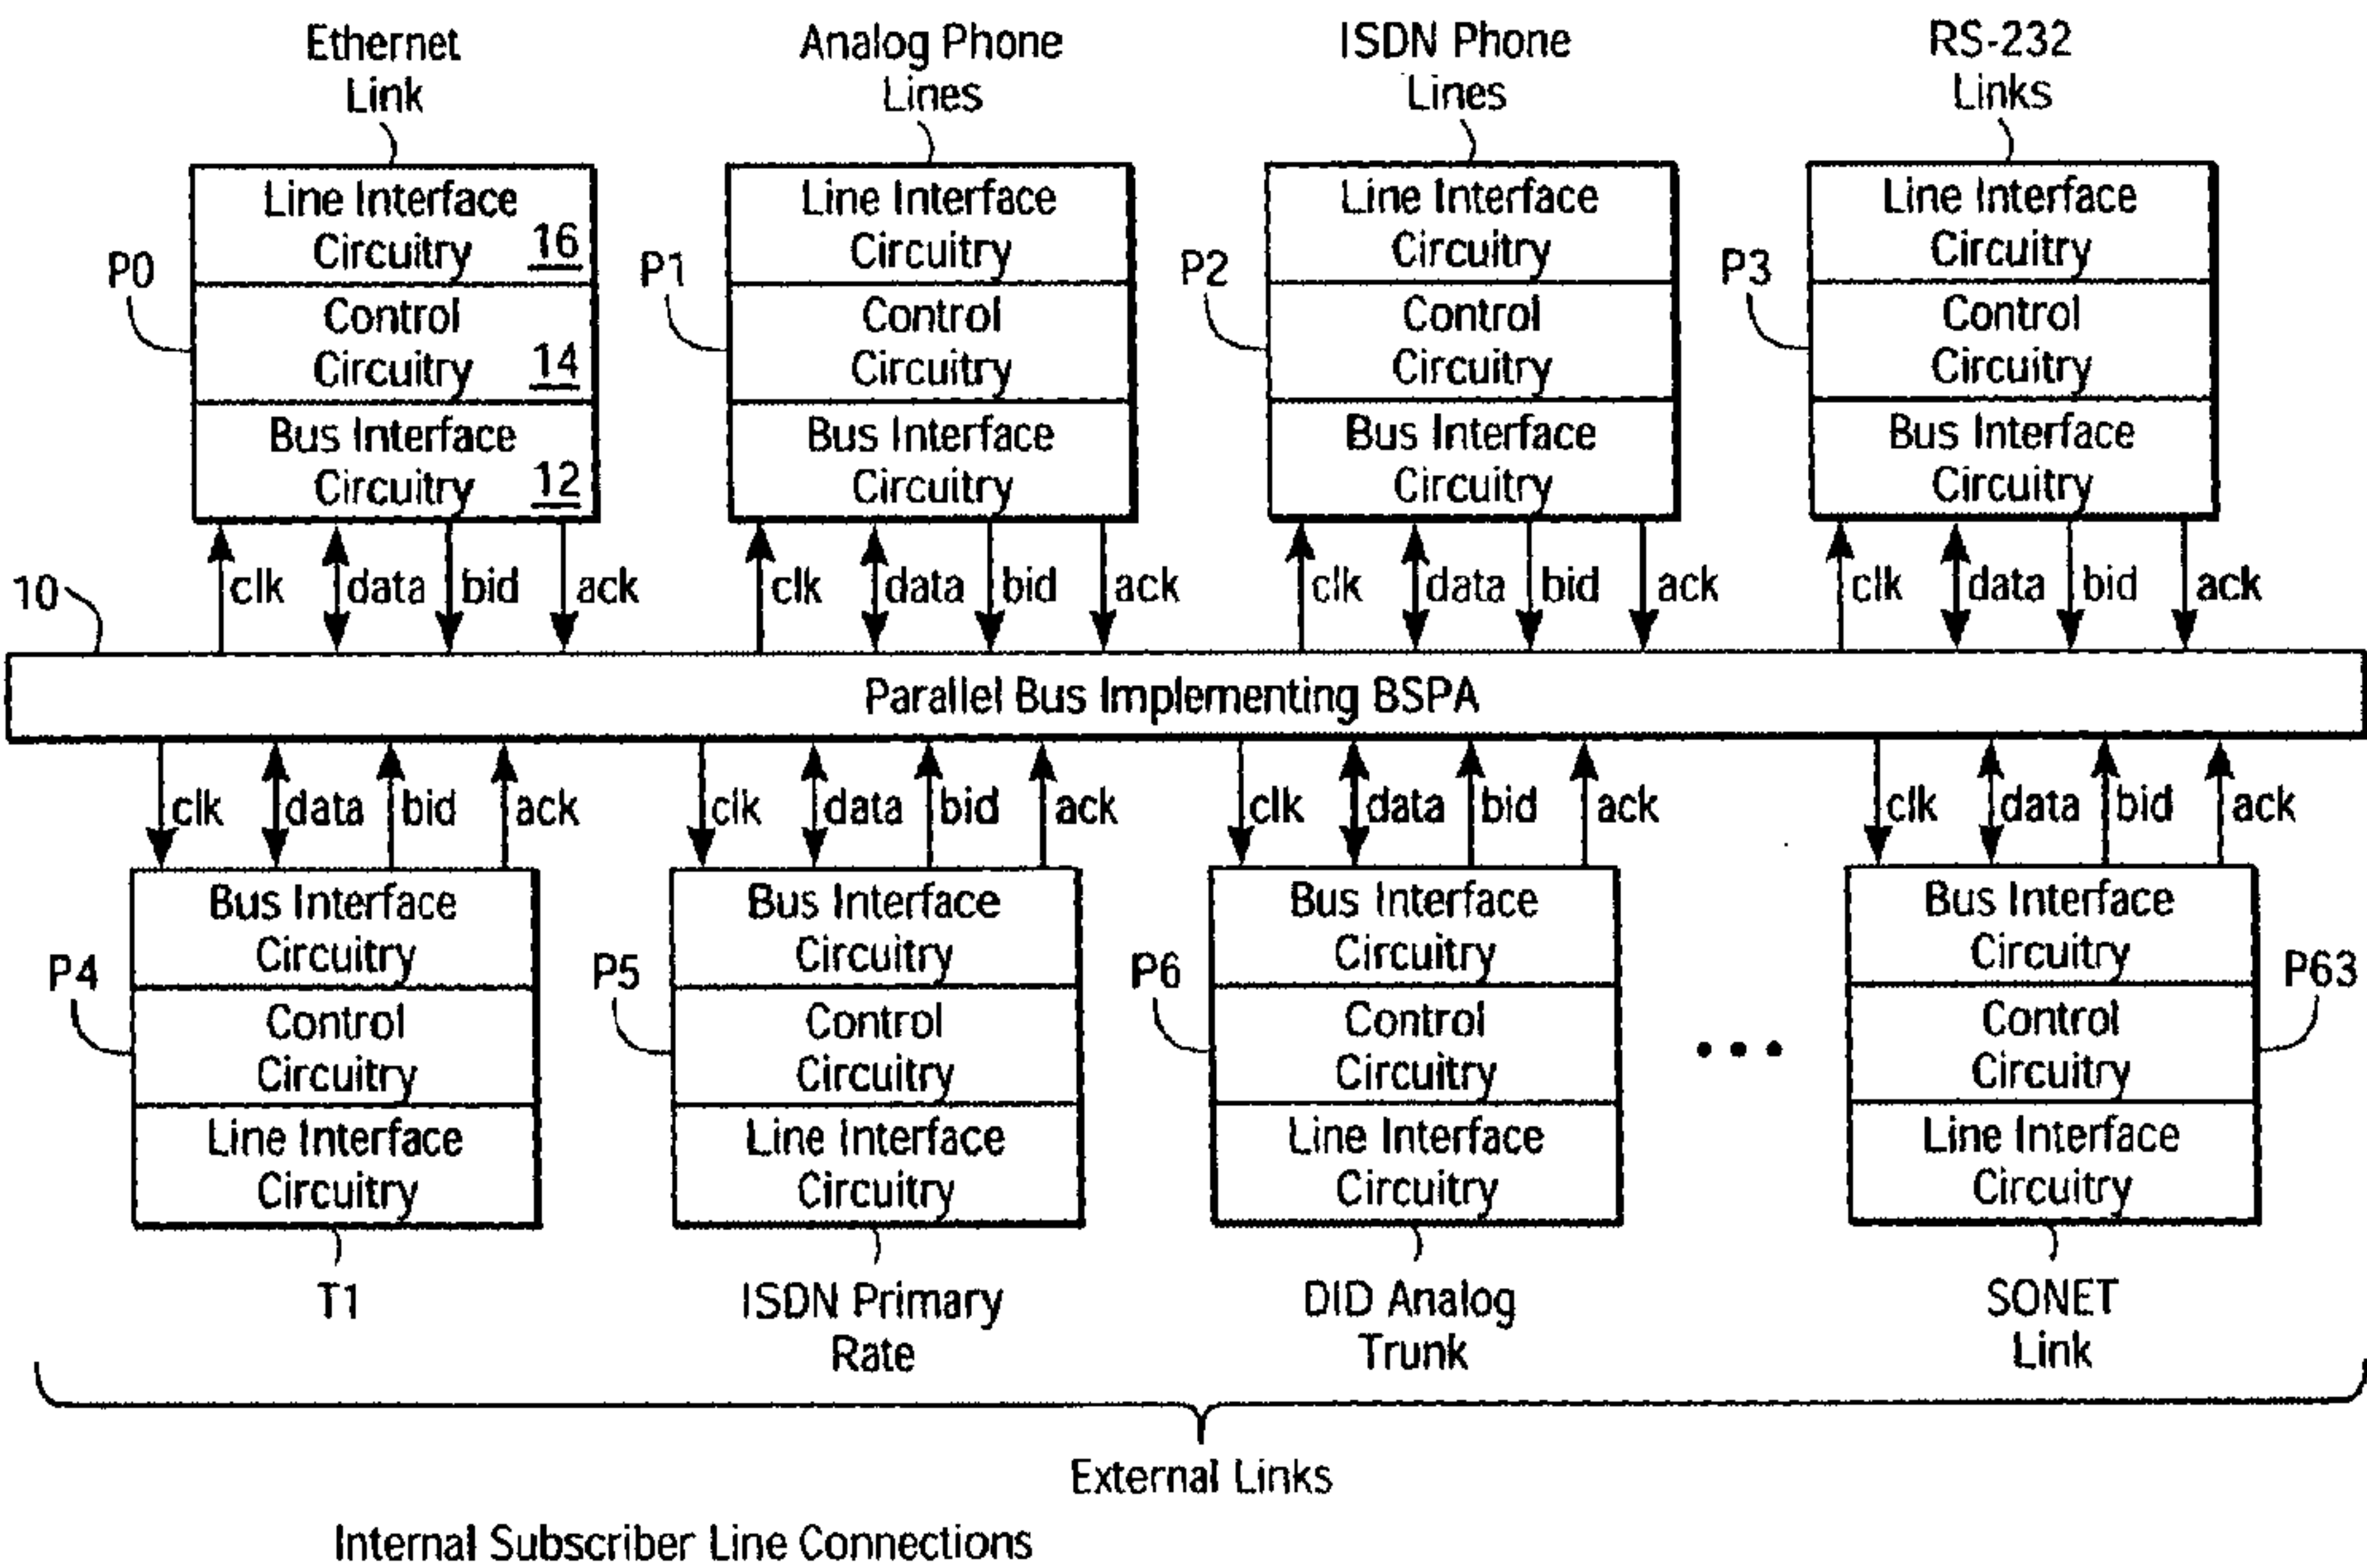 Ethernet Link
Analog Phone Lines
ISDN Phone Lines
RS-232 Links
P0
Line Interface Circuitry 16
Control Circuitry 14
Bus Interface Circuitry 12
P1
Line Interface Circuitry
Control Circuitry
Bus Interface Circuitry
P2
Line Interface Circuitry
Control Circuitry
Bus Interface Circuitry
P3
Line Interface Circuitry
Control Circuitry
Bus Interface Circuitry
10
clk data bid ack
clk data bid ack
clk data bid ack
clk data bid ack
Parallel Bus Implementing BSPA
clk data bid ack
clk data bid ack
clk data bid ack
clk data bid ack
P4
Bus Interface Circuitry
Control Circuitry
Line Interface Circuitry
T1
P5
Bus Interface Circuitry
Control Circuitry
Line Interface Circuitry
ISDN Primary Rate
P6
Bus Interface Circuitry
Control Circuitry
Line Interface Circuitry
DID Analog Trunk
P63
Bus Interface Circuitry
Control Circuitry
Line Interface Circuitry
SONET Link
External Links
Internal Subscriber Line Connections